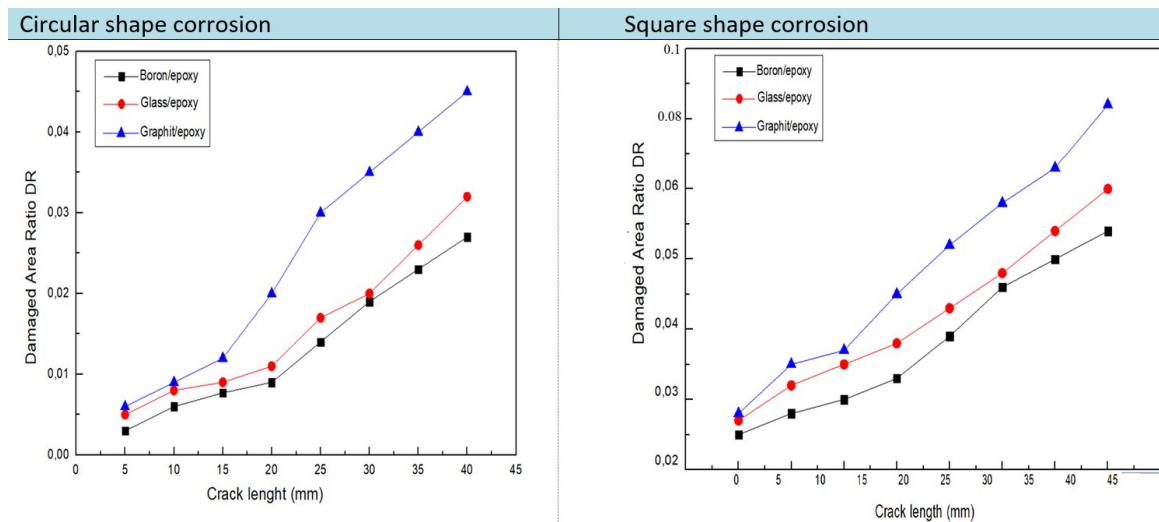 Circular shape corrosion
Square shape corrosion
0,05
0,04
0,03
0,02
0,01
0,00
Damaged Area Ratio DR
Boron/epoxy
Glass/epoxy
Graphit/epoxy
0 5 10 15 20 25 30 35 40 45
Crack lenght (mm)
0.1
0.08
0,06
0,05
0,04
0,03
0,02
Damaged Area Ratio DR
Boron/epoxy
Glass/epoxy
Graphit/epoxy
0 5 10 15 20 25 30 35 40 45
Crack length (mm)